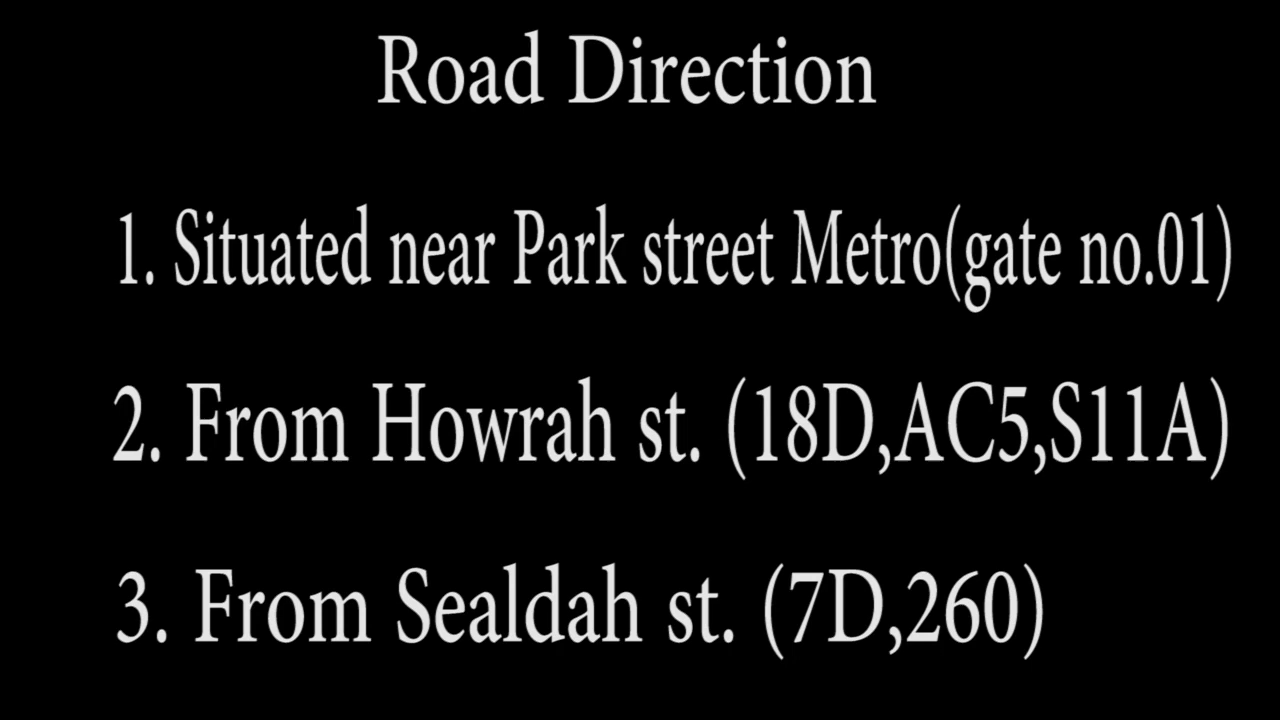 Road Direction
1. Situated near Park street Metro(gate no.01)
2. From Howrah st. (18D,AC5,S11A)
3. From Sealdah st. (7D,260)